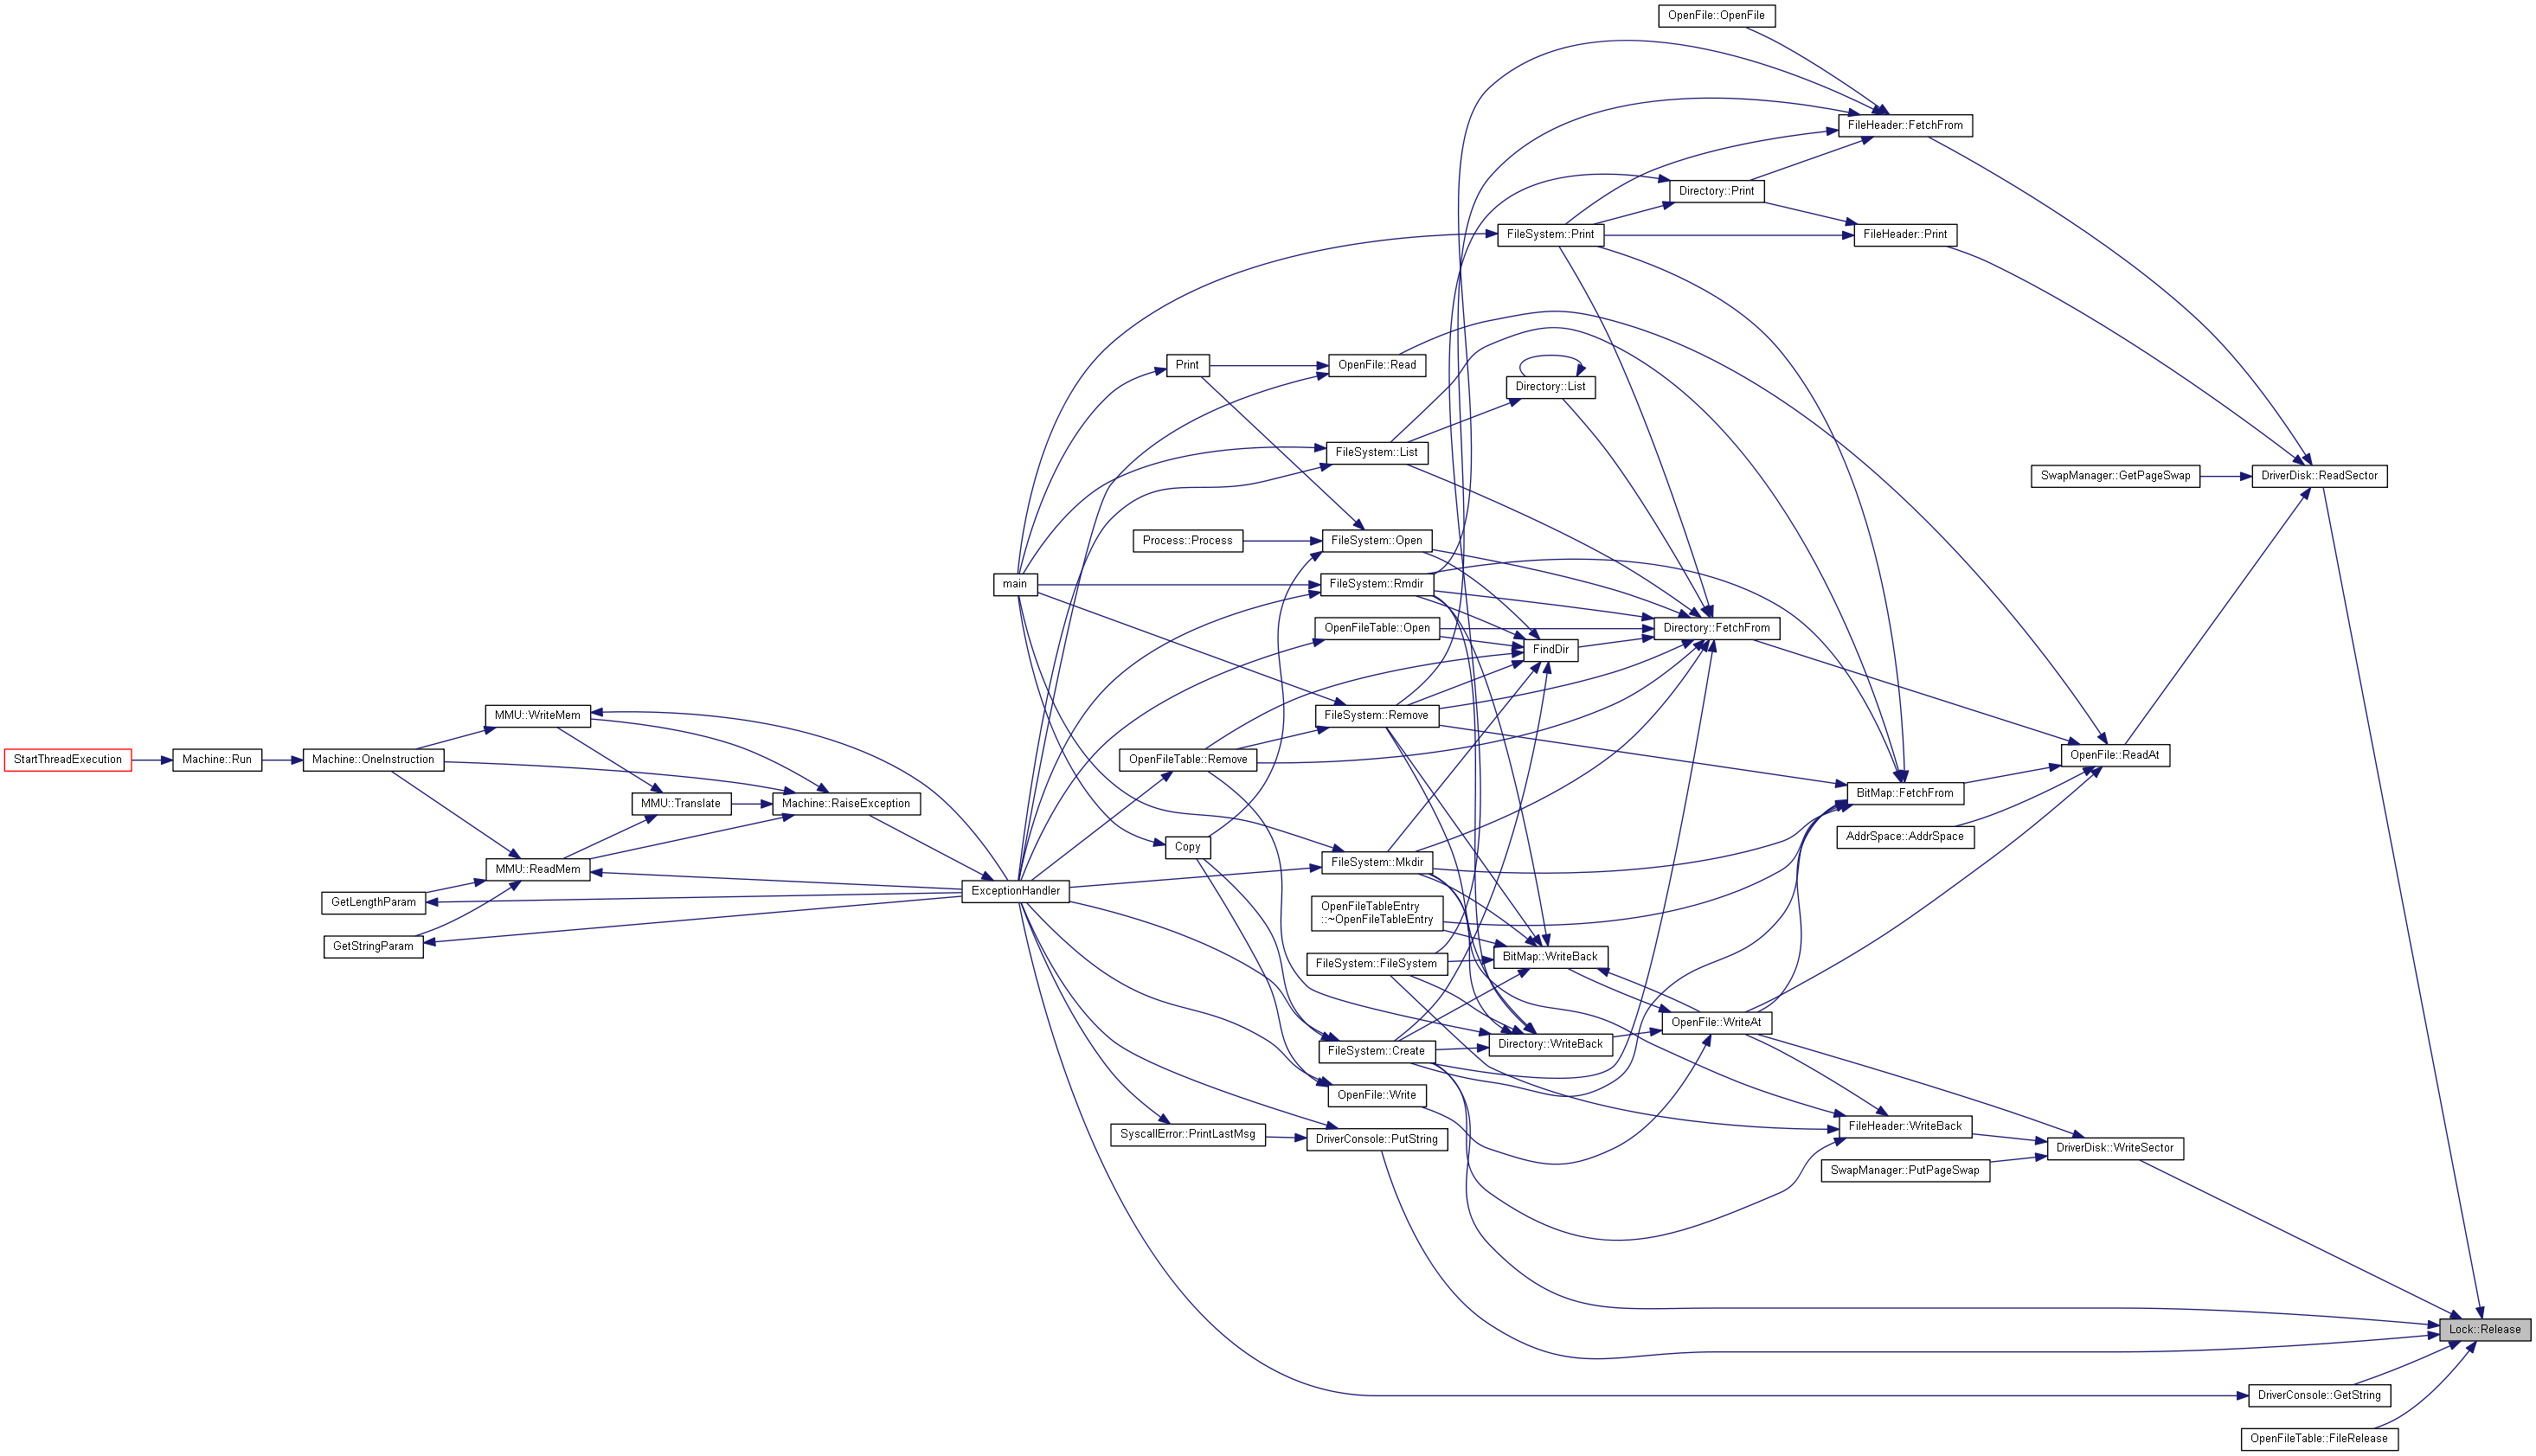 OpenFile::OpenFile
FileHeader::FetchFrom
Directory::Print
FileSystem::Print
FileHeader::Print
Print
OpenFile::Read
Directory::List
FileSystem::List
SwapManager::GetPageSwap
DriverDisk::ReadSector
Process::Process
FileSystem::Open
main
FileSystem::Rmdir
OpenFileTable::Open
Directory::FetchFrom
FindDir
MMU::WriteMem
FileSystem::Remove
StartThreadExecution
Machine::Run
Machine::OneInstruction
OpenFileTable::Remove
OpenFile::ReadAt
MMU::Translate
Machine::RaiseException
BitMap::FetchFrom
AddrSpace::AddrSpace
Copy
MMU::ReadMem
FileSystem::Mkdir
GetLengthParam
ExceptionHandler
OpenFileTableEntry
::~OpenFileTableEntry
GetStringParam
FileSystem::FileSystem
BitMap::WriteBack
OpenFile::WriteAt
FileSystem::Create
Directory::WriteBack
OpenFile::Write
SyscallError::PrintLastMsg
DriverConsole::PutString
FileHeader::WriteBack
DriverDisk::WriteSector
SwapManager::PutPageSwap
Lock::Release
DriverConsole::GetString
OpenFileTable::FileRelease